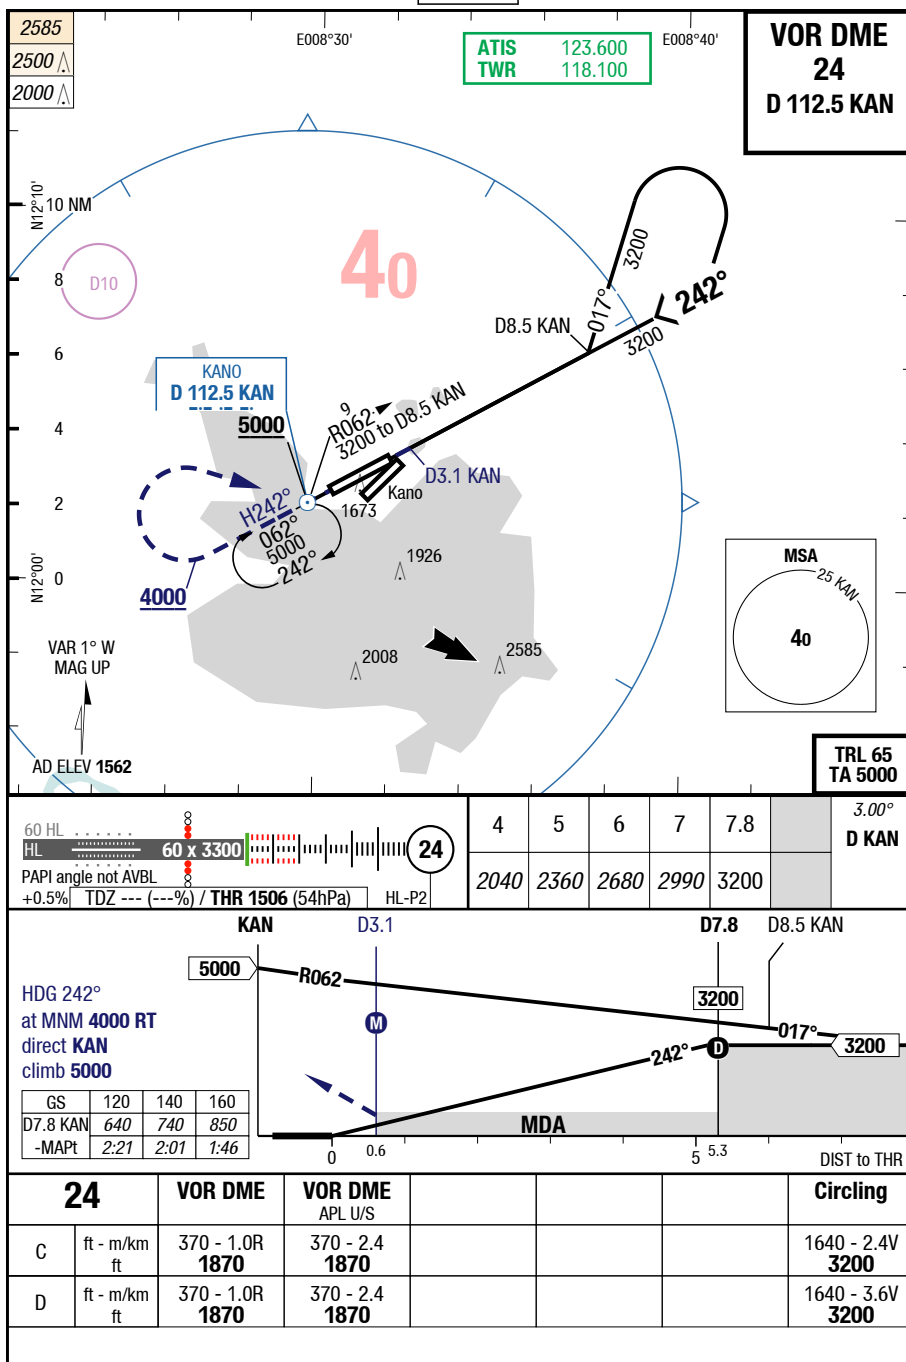 2585
2500
2000
E008°30'
ATIS 123.600
TWR 118.100
E008°40'
VOR DME
24
D 112.5 KAN
N12°10'
10 NM
8
6
4
2
0
N12°00'
D10
40
3200
017°
242°
3200
D8.5 KAN
KANO
D 112.5 KAN
5000
9
R062
3200 to D8.5 KAN
D3.1 KAN
Kano
1673
H242°
062°
5000
242°
4000
1926
2008
2585
MSA
25 KAN
40
VAR 1° W
MAG UP
AD ELEV 1562
TRL 65
TA 5000
60 HL
HL
60 x 3300
24
PAPI angle not AVBL
+0.5% TDZ --- (---%) / THR 1506 (54hPa) HL-P2
4 5 6 7 7.8
2040 2360 2680 2990 3200
3.00°
D KAN
KAN D3.1 D7.8 D8.5 KAN
5000
R062
3200
M
017°
3200
242°
D
HDG 242°
at MNM 4000 RT
direct KAN
climb 5000
MDA
GS 120 140 160
D7.8 KAN 640 740 850
-MAPt 2:21 2:01 1:46
0 0.6 5 5.3 DIST to THR
24 VOR DME VOR DME Circling
APL U/S
C ft - m/km 370 - 1.0R 370 - 2.4 1640 - 2.4V
ft 1870 1870 3200
D ft - m/km 370 - 1.0R 370 - 2.4 1640 - 3.6V
ft 1870 1870 3200